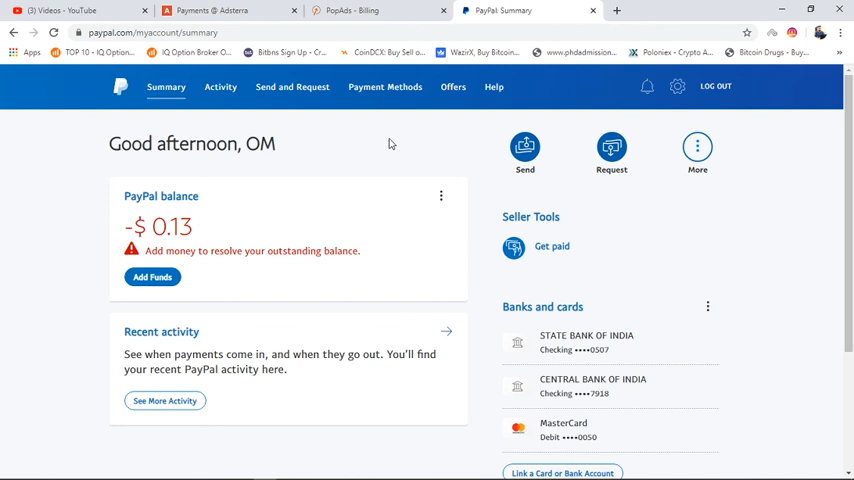 (3) Videos - YouTube
Payments @ Adsterra
PopAds - Billing
PayPal: Summary
paypal.com/myaccount/summary
Apps
TOP 10 - IQ Option...
IQ Option Broker O...
Bitbns Sign Up - Cr...
CoinDCX: Buy Sell o...
WazirX, Buy Bitcoin...
www.phdadmission...
Poloniex - Crypto A...
Bitcoin Drugs - Buy...
Summary
Activity
Send and Request
Payment Methods
Offers
Help
LOG OUT
Good afternoon, OM
Send
Request
More
PayPal balance
-$ 0.13
Add money to resolve your outstanding balance.
Add Funds
Seller Tools
Get paid
Recent activity
See when payments come in, and when they go out. You'll find
your recent PayPal activity here.
See More Activity
Banks and cards
STATE BANK OF INDIA
Checking ••••0507
CENTRAL BANK OF INDIA
Checking ••••7918
MasterCard
Debit ••••0050
Link a Card or Bank Account